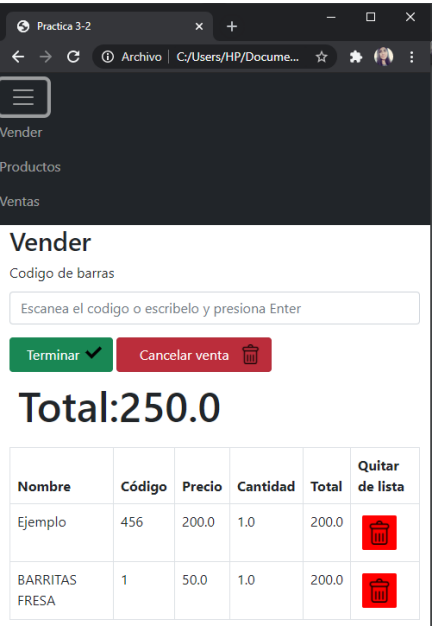 Practica 3-2
Archivo | C:/Users/HP/Docume...
Vender
Productos
Ventas
Vender
Codigo de barras
Escanea el codigo o escribelo y presiona Enter
Terminar Cancelar venta
Total:250.0
Nombre Código Precio Cantidad Total Quitar de lista
Ejemplo 456 200.0 1.0 200.0
BARRITAS FRESA 1 50.0 1.0 200.0